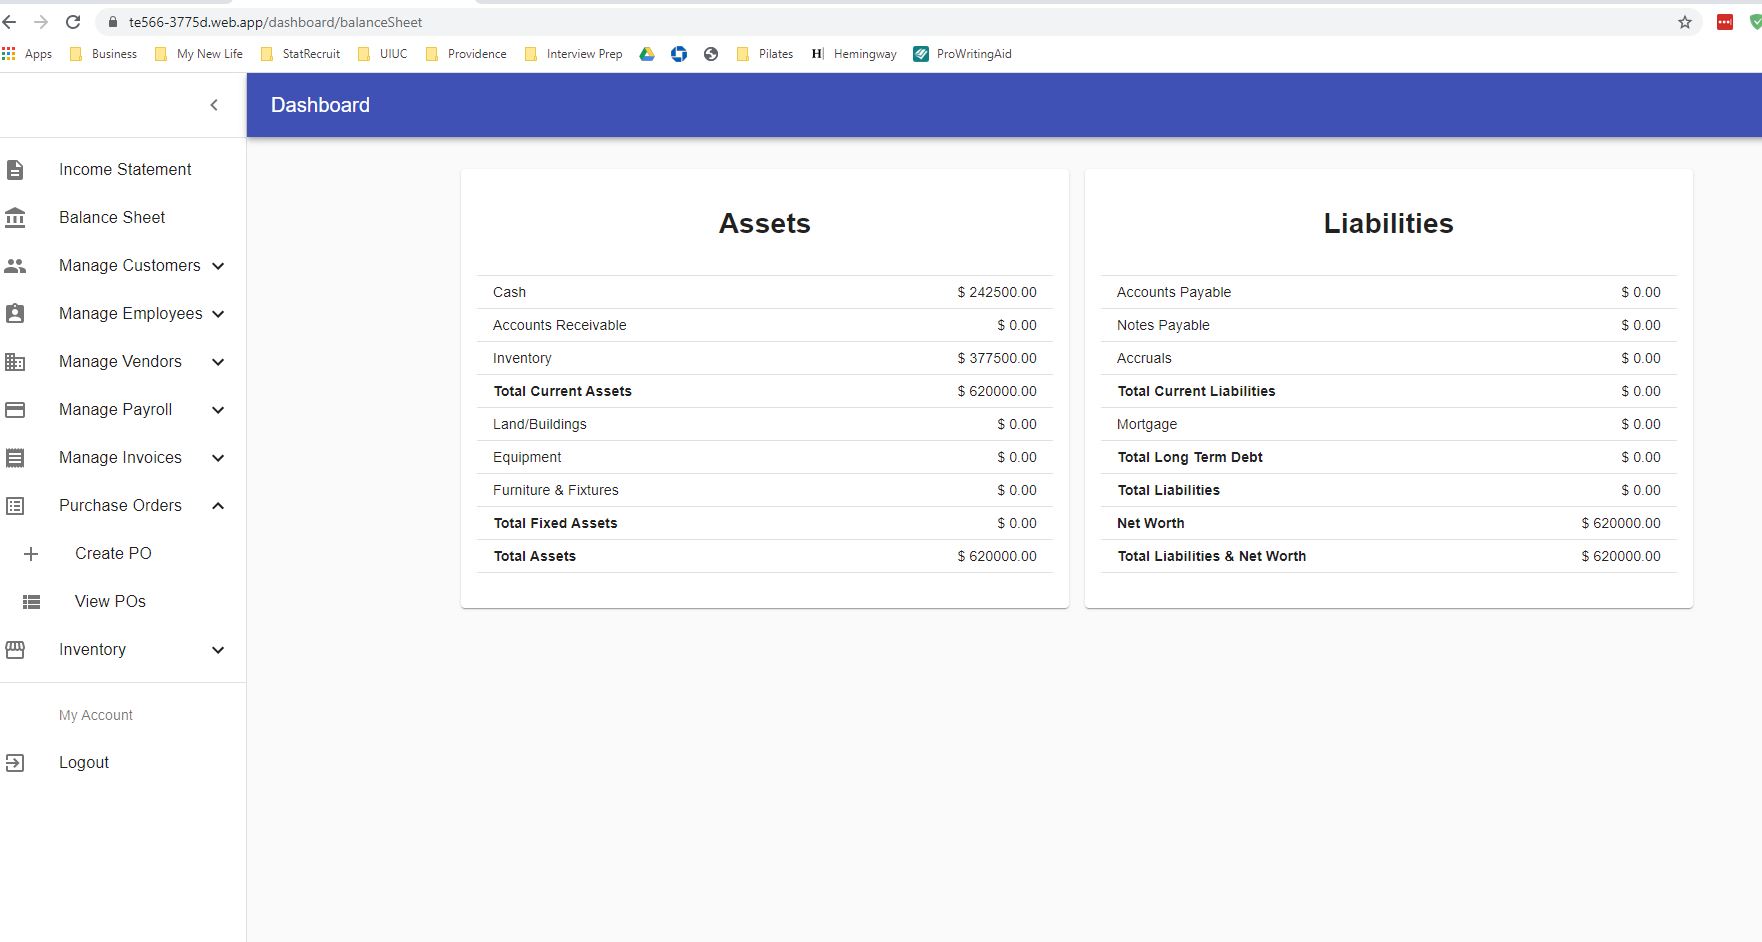 te566-3775d.web.app/dashboard/balanceSheet
Apps Business My New Life StatRecruit UIUC Providence Interview Prep Pilates H Hemingway ProWritingAid
Dashboard
Income Statement
Balance Sheet
Manage Customers
Manage Employees
Manage Vendors
Manage Payroll
Manage Invoices
Purchase Orders
Create PO
View POs
Inventory
My Account
Logout
Assets
Cash $ 242500.00
Accounts Receivable $ 0.00
Inventory $ 377500.00
Total Current Assets $ 620000.00
Land/Buildings $ 0.00
Equipment $ 0.00
Furniture & Fixtures $ 0.00
Total Fixed Assets $ 0.00
Total Assets $ 620000.00
Liabilities
Accounts Payable $ 0.00
Notes Payable $ 0.00
Accruals $ 0.00
Total Current Liabilities $ 0.00
Mortgage $ 0.00
Total Long Term Debt $ 0.00
Total Liabilities $ 0.00
Net Worth $ 620000.00
Total Liabilities & Net Worth $ 620000.00